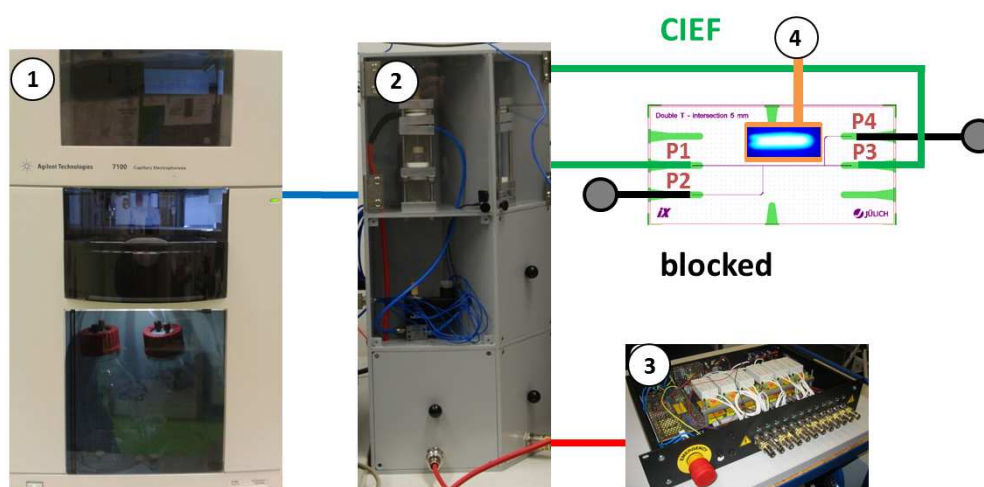 CIEF
4
1
2
Double T - intersection 5 mm
P4
P1
P3
P2
Agilent Technologies
7100
Capillary Electrophoresis
iX
JÜLICH
blocked
3
EMERGENCY